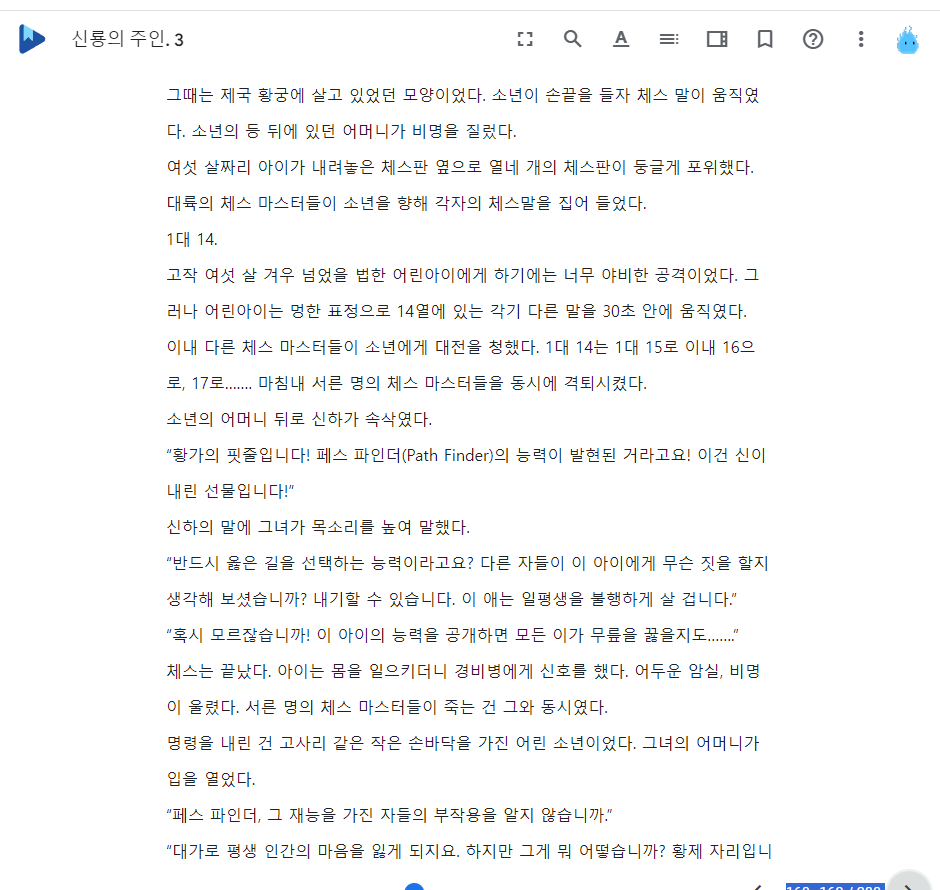 신룡의 주인. 3
그때는 제국 황궁에 살고 있었던 모양이었다. 소년이 손끝을 들자 체스 말이 움직였
다. 소년의 등 뒤에 있던 어머니가 비명을 질렀다.
여섯 살짜리 아이가 내려놓은 체스판 옆으로 열네 개의 체스판이 둥글게 포위했다.
대륙의 체스 마스터들이 소년을 향해 각자의 체스말을 집어 들었다.
1대 14.
고작 여섯 살 겨우 넘었을 법한 어린아이에게 하기에는 너무 야비한 공격이었다. 그
러나 어린아이는 멍한 표정으로 14열에 있는 각기 다른 말을 30초 안에 움직였다.
이내 다른 체스 마스터들이 소년에게 대전을 청했다. 1대 14는 1대 15로 이내 16으
로, 17로……. 마침내 서른 명의 체스 마스터들을 동시에 격퇴시켰다.
소년의 어머니 뒤로 신하가 속삭였다.
“황가의 핏줄입니다! 페스 파인더(Path Finder)의 능력이 발현된 거라고요! 이건 신이
내린 선물입니다!”
신하의 말에 그녀가 목소리를 높여 말했다.
“반드시 옳은 길을 선택하는 능력이라고요? 다른 자들이 이 아이에게 무슨 짓을 할지
생각해 보셨습니까? 내기할 수 있습니다. 이 애는 일평생을 불행하게 살 겁니다.”
“혹시 모르잖습니까! 이 아이의 능력을 공개하면 모든 이가 무릎을 꿇을지도…….”
체스는 끝났다. 아이는 몸을 일으키더니 경비병에게 신호를 했다. 어두운 암실, 비명
이 울렸다. 서른 명의 체스 마스터들이 죽는 건 그와 동시였다.
명령을 내린 건 고사리 같은 작은 손바닥을 가진 어린 소년이었다. 그녀의 어머니가
입을 열었다.
“페스 파인더, 그 재능을 가진 자들의 부작용을 알지 않습니까.”
“대가로 평생 인간의 마음을 잃게 되지요. 하지만 그게 뭐 어떻습니까? 황제 자리입니